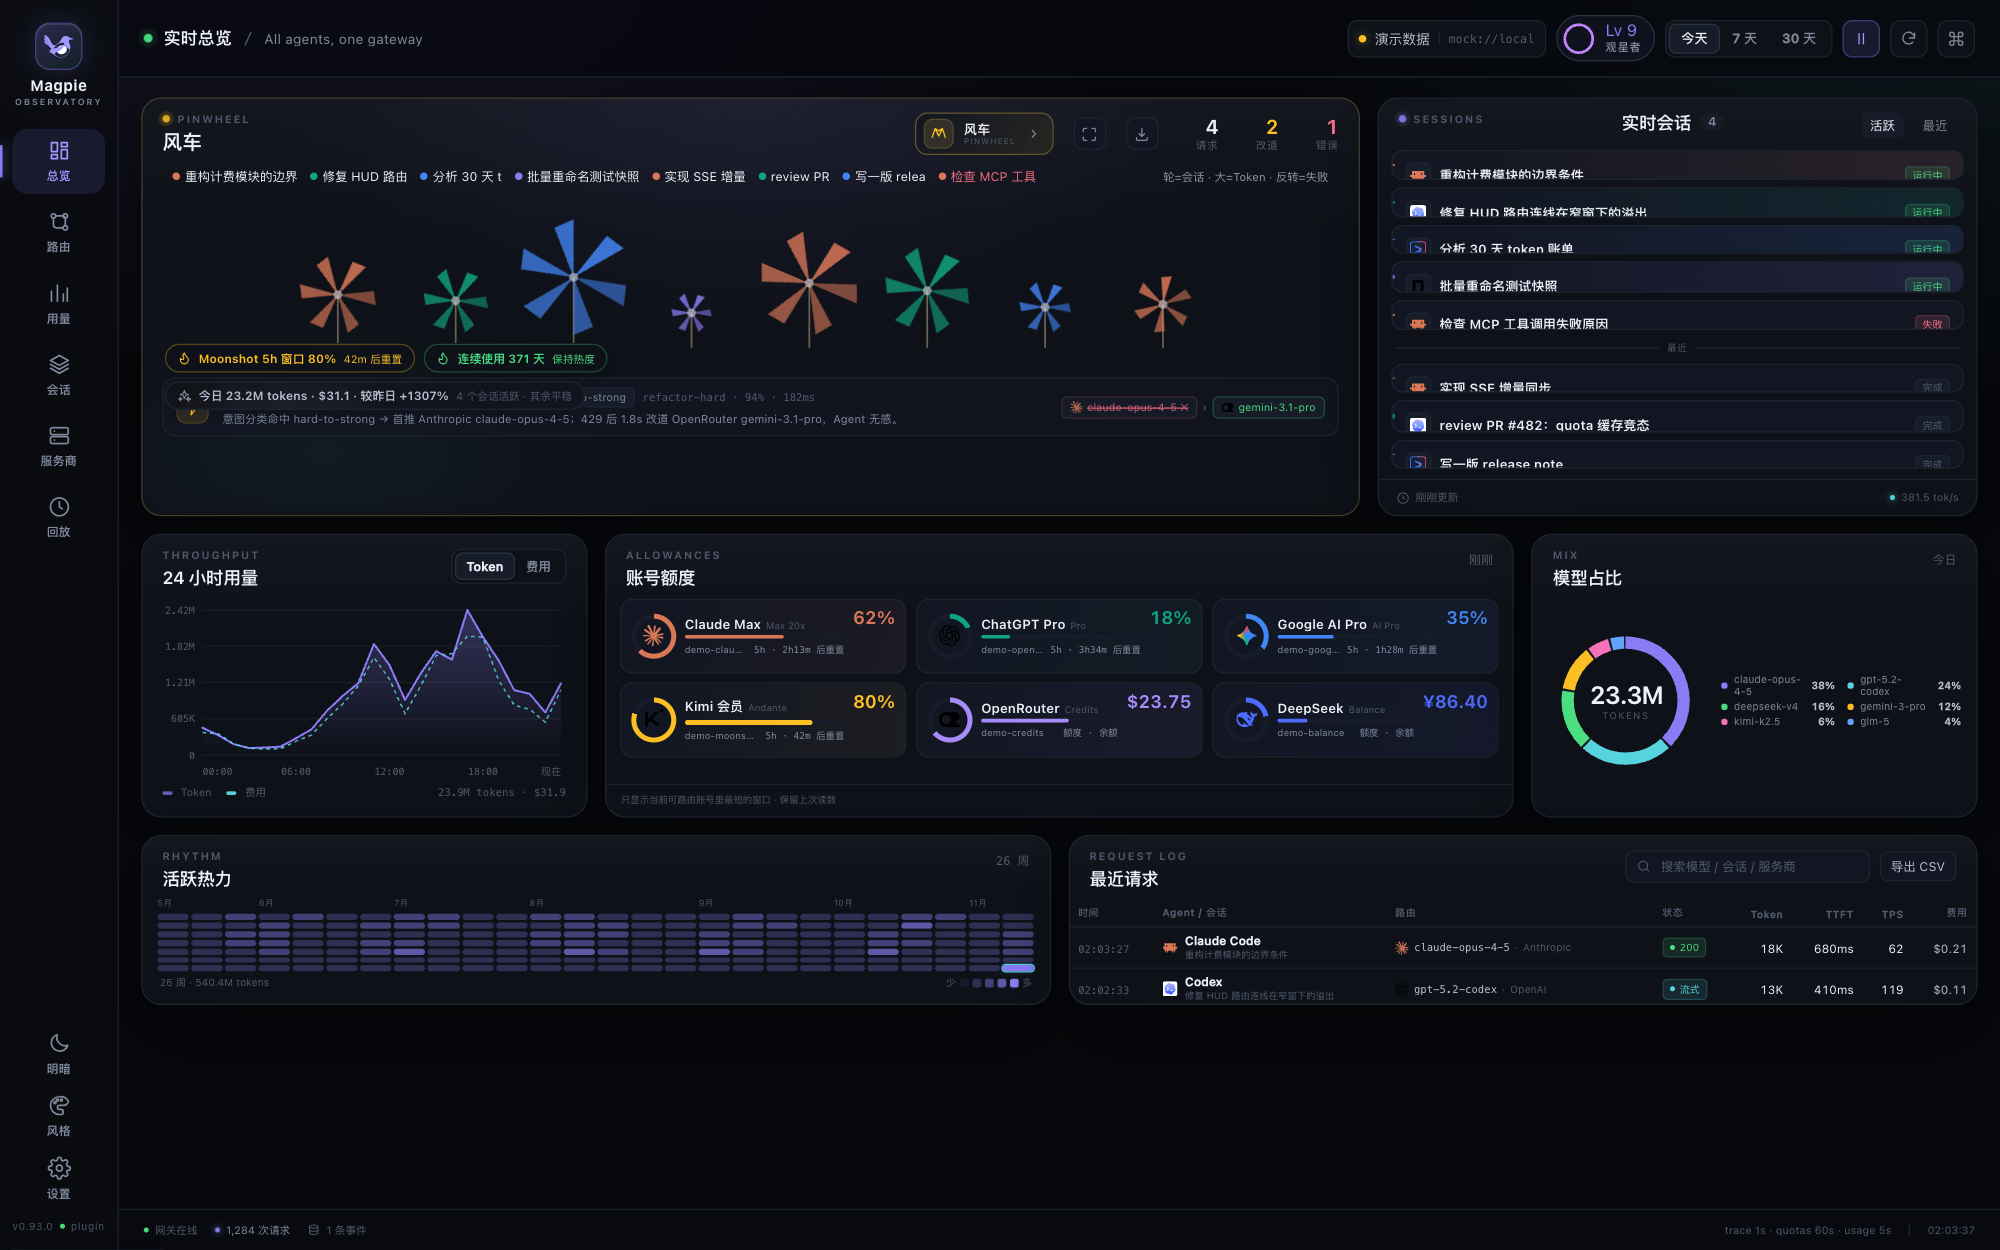 Magpie
OBSERVATORY
总览
路由
用量
会话
服务商
回放
明暗
风格
设置
v0.93.0 plugin
实时总览 / All agents, one gateway
演示数据 mock://local
Lv 9
观星者
今天 7 天 30 天
PINWHEEL
风车
风车
PINWHEEL
4 2 1
请求 改道 错误
重构计费模块的边界 修复 HUD 路由 分析 30 天 t 批量重命名测试快照 实现 SSE 增量 review PR 写一版 relea 检查 MCP 工具
轮=会话 · 大=Token · 反转=失败
Moonshot 5h 窗口 80% 42m 后重置
连续使用 371 天 保持热度
今日 23.2M tokens · $31.1 · 较昨日 +1307% 4 个会话活跃 · 其余平稳
-strong refactor-hard · 94% · 182ms
意图分类命中 hard-to-strong → 首推 Anthropic claude-opus-4-5; 429 后 1.8s 改道 OpenRouter gemini-3.1-pro，Agent 无感。
claude-opus-4-5 ✕ › gemini-3.1-pro
SESSIONS
实时会话 4
活跃 最近
重构计费模块的边界条件 运行中
修复 HUD 路由连线在窄窗下的溢出 运行中
分析 30 天 token 账单 运行中
批量重命名测试快照 运行中
检查 MCP 工具调用失败原因 失败
最近
实现 SSE 增量同步 完成
review PR #482：quota 缓存竞态 完成
写一版 release note 完成
刚刚更新
381.5 tok/s
THROUGHPUT
24 小时用量
Token 费用
2.42M
1.82M
1.21M
605K
0
00:00 06:00 12:00 18:00 现在
Token 费用
23.9M tokens · $31.9
ALLOWANCES
账号额度
刚刚
Claude Max Max 20x 62%
demo-clau… 5h · 2h13m 后重置
ChatGPT Pro Pro 18%
demo-open… 5h · 3h34m 后重置
Google AI Pro AI Pro 35%
demo-goog… 5h · 1h28m 后重置
Kimi 会员 Andante 80%
demo-moons… 5h · 42m 后重置
OpenRouter Credits $23.75
demo-credits 额度 · 余额
DeepSeek Balance ¥86.40
demo-balance 额度 · 余额
只显示当前可路由账号里最短的窗口 · 保留上次读数
MIX
模型占比
今日
23.3M
TOKENS
claude-opus-4-5 38%
gpt-5.2-codex 24%
deepseek-v4 16%
gemini-3-pro 12%
kimi-k2.5 6%
glm-5 4%
RHYTHM
活跃热力
26 周
5月 6月 7月 8月 9月 10月 11月
26 周 · 540.4M tokens
少 多
REQUEST LOG
最近请求
搜索模型 / 会话 / 服务商
导出 CSV
时间 Agent / 会话 路由 状态 Token TTFT TPS 费用
02:03:27 Claude Code claude-opus-4-5 · Anthropic 200 18K 680ms 62 $0.21
重构计费模块的边界条件
02:02:33 Codex gpt-5.2-codex · OpenAI 流式 13K 410ms 119 $0.11
修复 HUD 路由连线在窄窗下的溢出
网关在线 1,284 次请求 1 条事件
trace 1s · quotas 60s · usage 5s 02:03:37